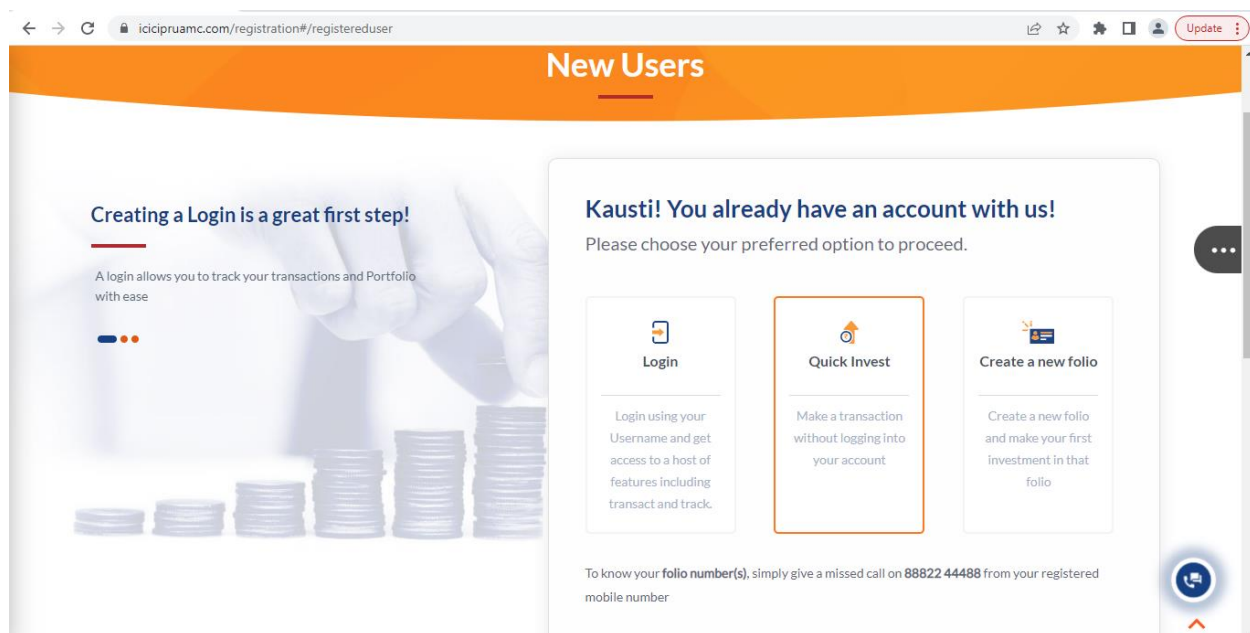 icicipruamc.com/registration#/registereduser
Update
New Users
Creating a Login is a great first step!
A login allows you to track your transactions and Portfolio
with ease
Kausti! You already have an account with us!
Please choose your preferred option to proceed.
Login
Login using your
Username and get
access to a host of
features including
transact and track.
Quick Invest
Make a transaction
without logging into
your account
Create a new folio
Create a new folio
and make your first
investment in that
folio
To know your folio number(s), simply give a missed call on 88822 44488 from your registered
mobile number